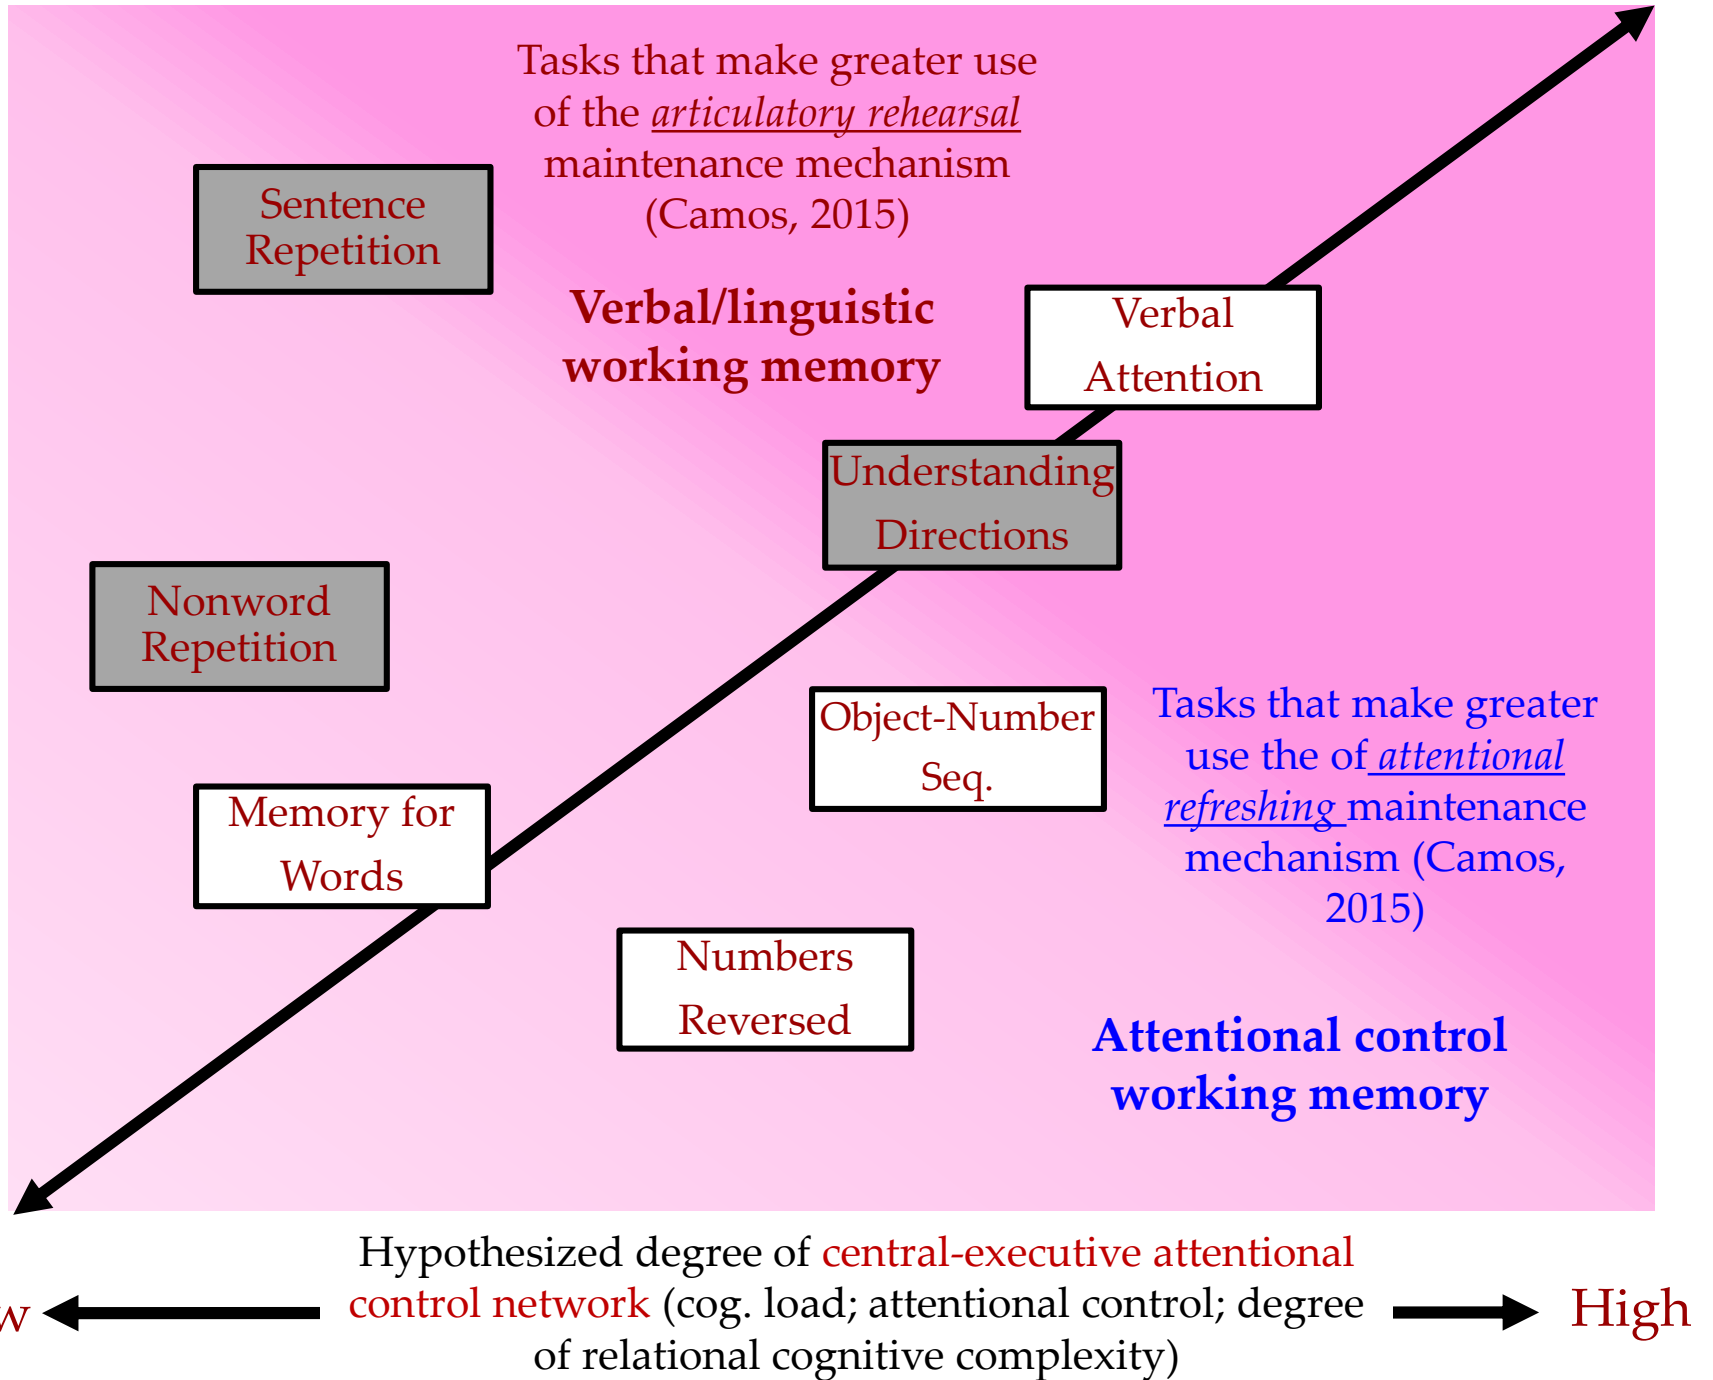 Tasks that make greater use
of the articulatory rehearsal
maintenance mechanism
(Camos, 2015)
Sentence
Repetition
Verbal/linguistic
working memory
Verbal
Attention
Understanding
Directions
Nonword
Repetition
Object-Number
Seq.
Tasks that make greater
use the of attentional
refreshing maintenance
mechanism (Camos,
2015)
Memory for
Words
Numbers
Reversed
Attentional control
working memory
Hypothesized degree of central-executive attentional
control network (cog. load; attentional control; degree
of relational cognitive complexity)
High